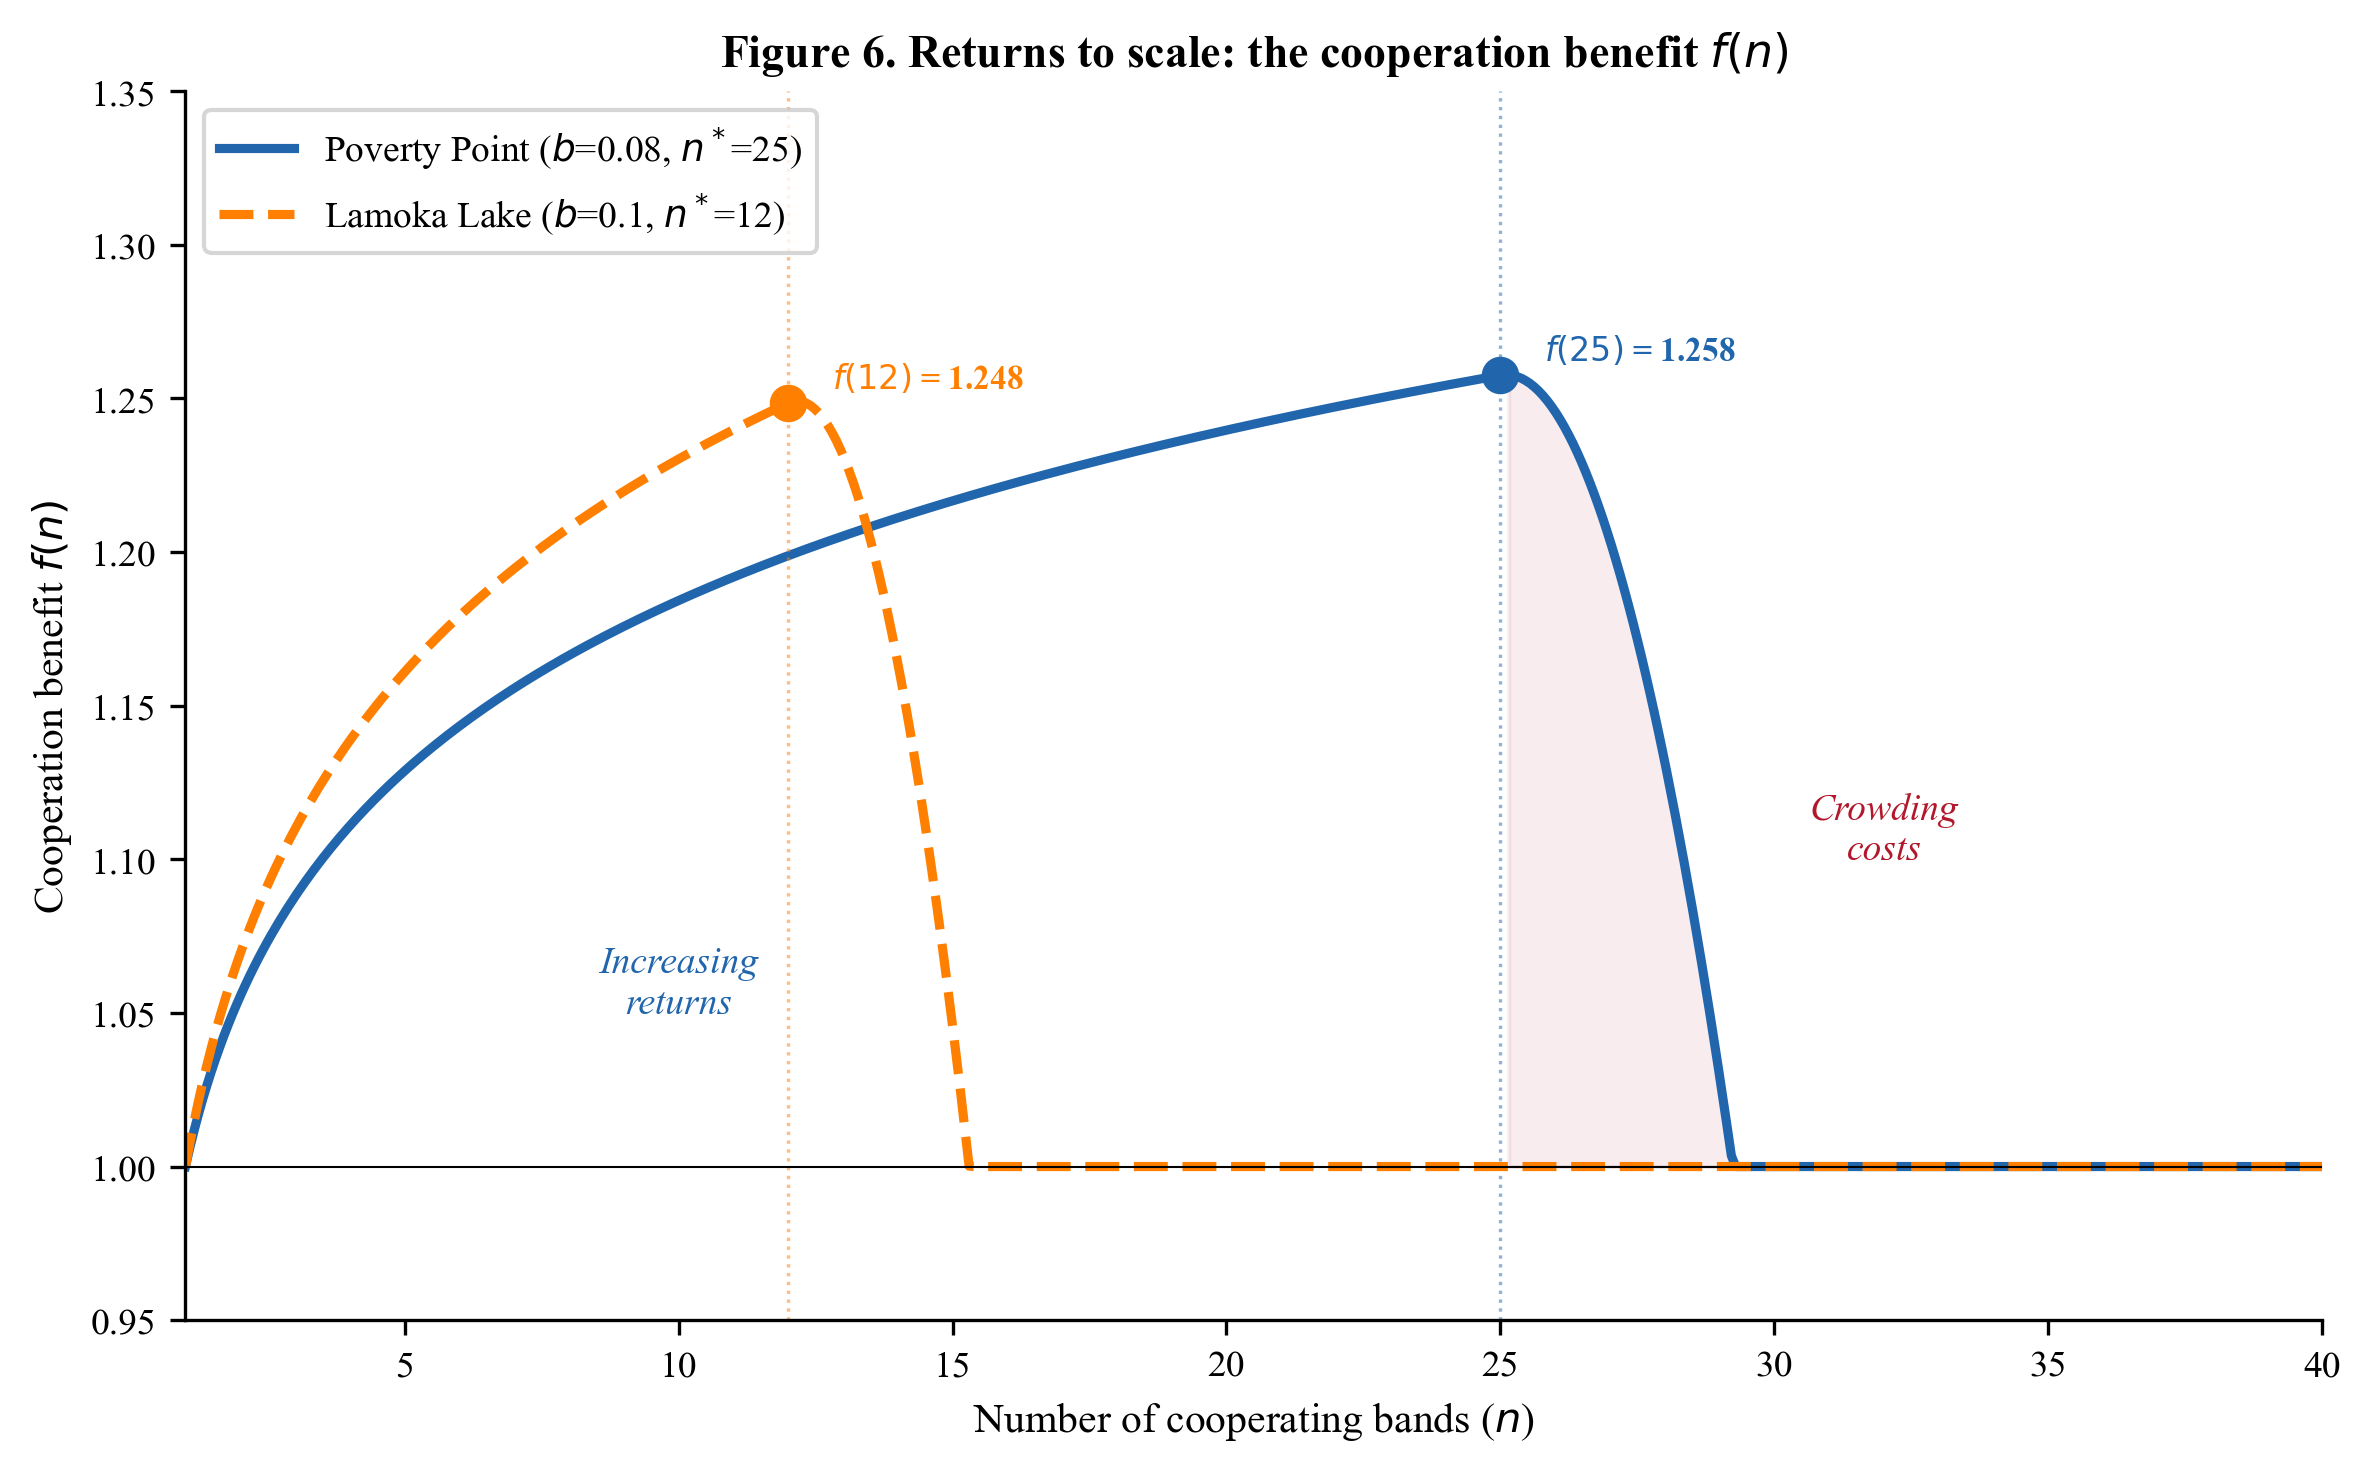 Figure 6. Returns to scale: the cooperation benefit f(n)
Poverty Point (b=0.08, n*=25)
Lamoka Lake (b=0.1, n*=12)
f(12) = 1.248
f(25) = 1.258
Increasing
returns
Crowding
costs
Cooperation benefit f(n)
1.35
1.30
1.25
1.20
1.15
1.10
1.05
1.00
0.95
5 10 15 20 25 30 35 40
Number of cooperating bands (n)